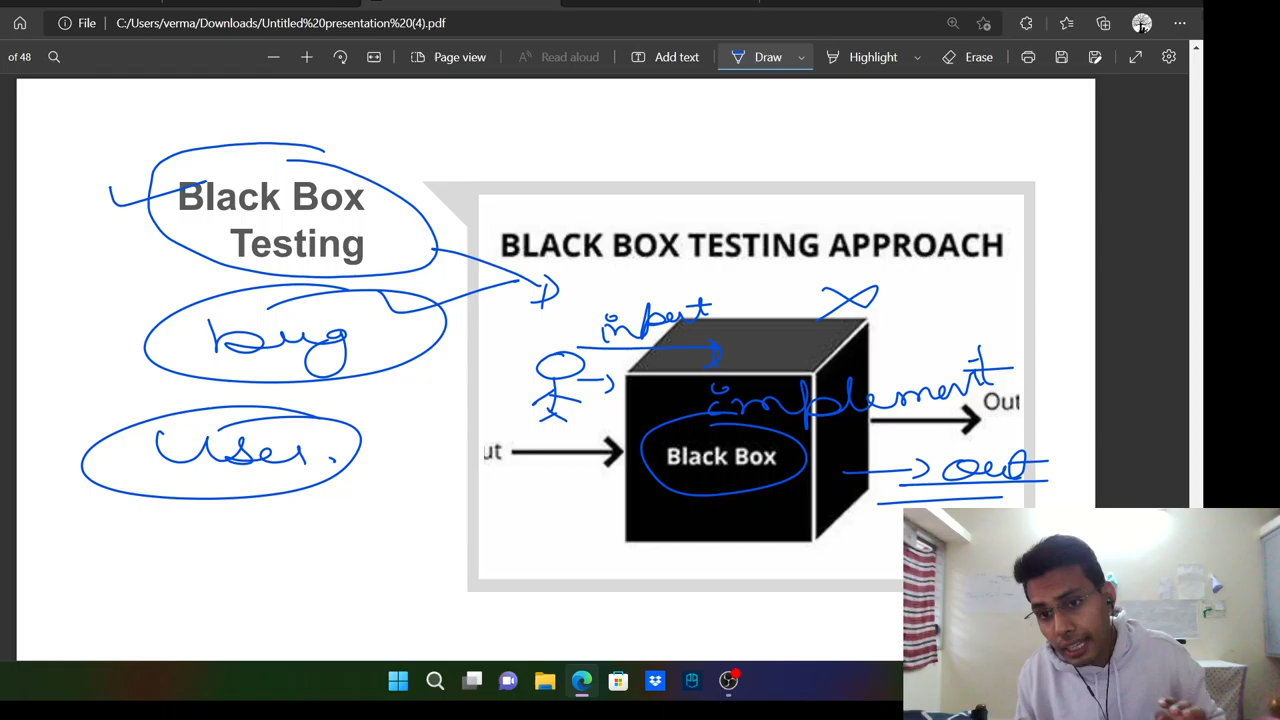 File C:/Users/verma/Downloads/Untitled%20presentation%20(4).pdf
of 48 Page view Read aloud Add text Draw Highlight Erase
Black Box
Testing
BLACK BOX TESTING APPROACH
input
bug
implement
Out
user.
ut
Black Box
out